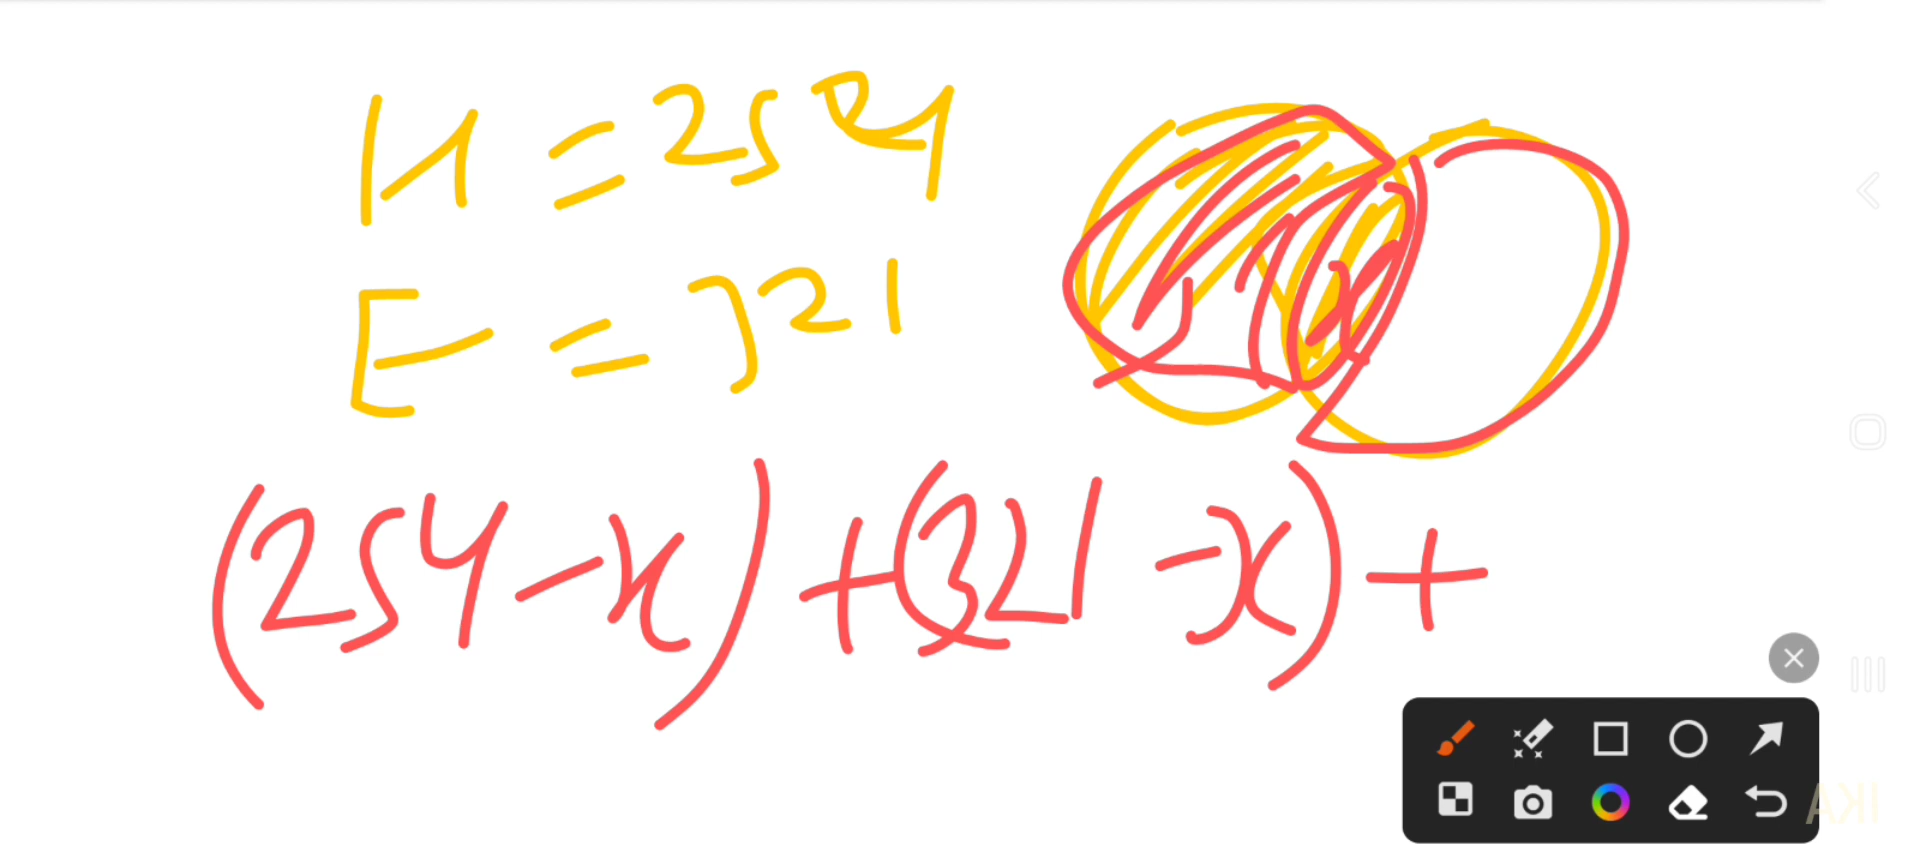 H = 254
E = 321
x
(254-x) + (321-x) +